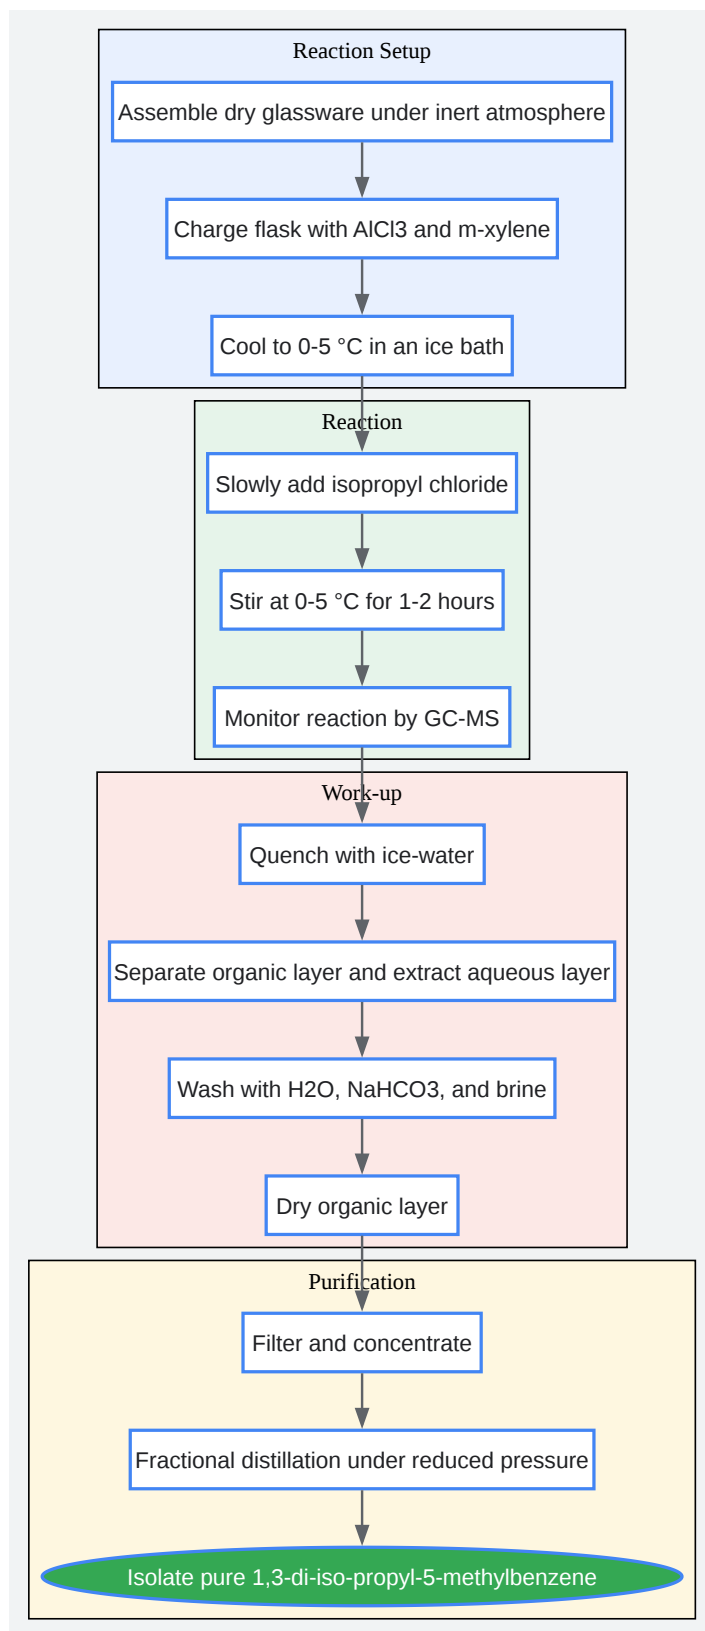 Reaction Setup
Assemble dry glassware under inert atmosphere
Charge flask with AlCl3 and m-xylene
Cool to 0-5 °C in an ice bath
Reaction
Slowly add isopropyl chloride
Stir at 0-5 °C for 1-2 hours
Monitor reaction by GC-MS
Work-up
Quench with ice-water
Separate organic layer and extract aqueous layer
Wash with H2O, NaHCO3, and brine
Dry organic layer
Purification
Filter and concentrate
Fractional distillation under reduced pressure
Isolate pure 1,3-di-iso-propyl-5-methylbenzene